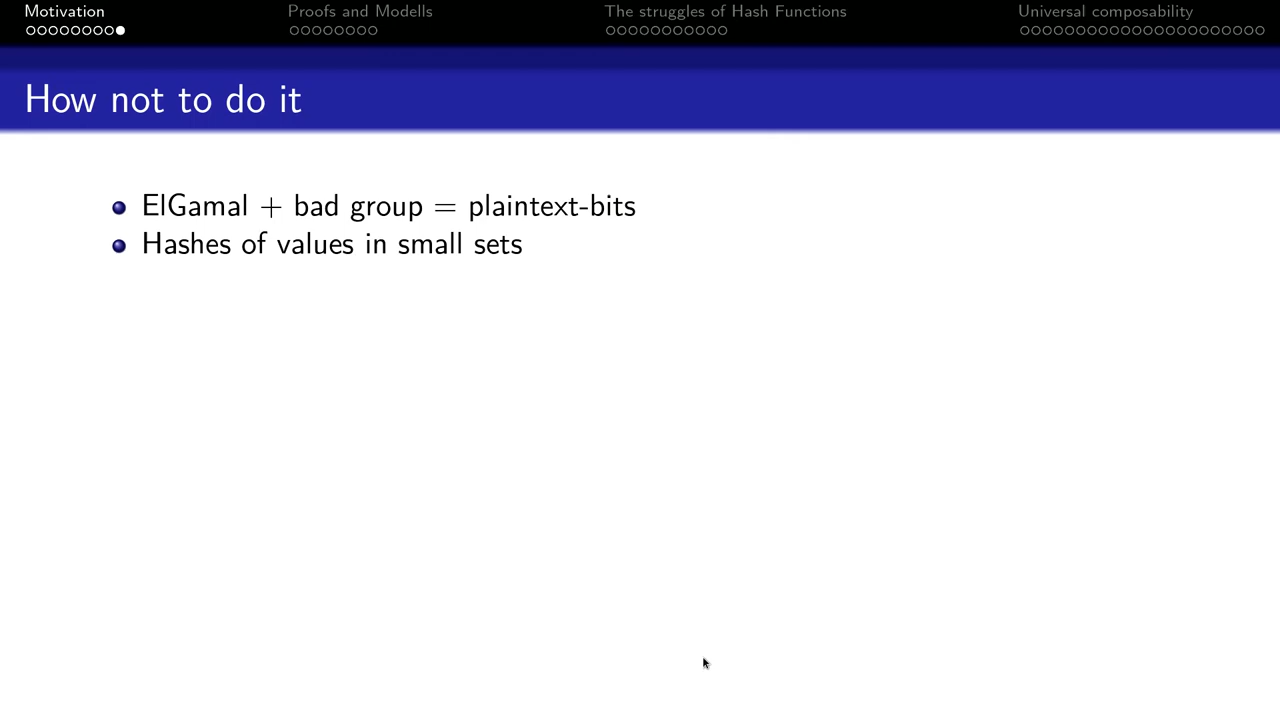 Motivation
Proofs and Modells
The struggles of Hash Functions
Universal composability
How not to do it
ElGamal + bad group = plaintext-bits
Hashes of values in small sets